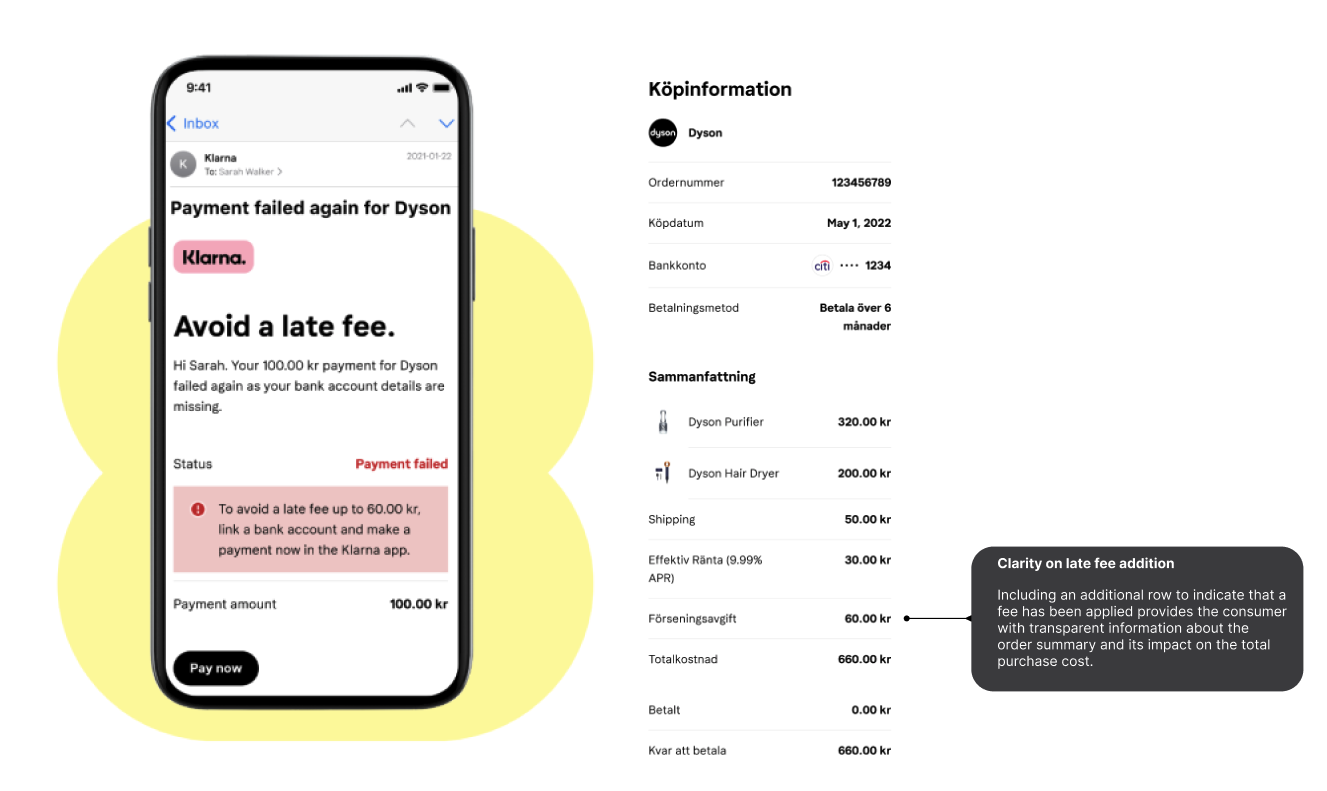 9:41
Inbox
K
Klarna
2021-01-22
To: Sarah Walker
Payment failed again for Dyson
Klarna.
Avoid a late fee.
Hi Sarah. Your 100.00 kr payment for Dyson
failed again as your bank account details are
missing.
Status Payment failed
To avoid a late fee up to 60.00 kr,
link a bank account and make a
payment now in the Klarna app.
Payment amount 100.00 kr
Pay now
Köpinformation
dyson Dyson
Ordernummer 123456789
Köpdatum May 1, 2022
Bankkonto citi ···· 1234
Betalningsmetod Betala över 6
månader
Sammanfattning
Dyson Purifier 320.00 kr
Dyson Hair Dryer 200.00 kr
Shipping 50.00 kr
Effektiv Ränta (9.99% 30.00 kr
APR)
Förseningsavgift 60.00 kr
Totalkostnad 660.00 kr
Betalt 0.00 kr
Kvar att betala 660.00 kr
Clarity on late fee addition
Including an additional row to indicate that a
fee has been applied provides the consumer
with transparent information about the
order summary and its impact on the total
purchase cost.